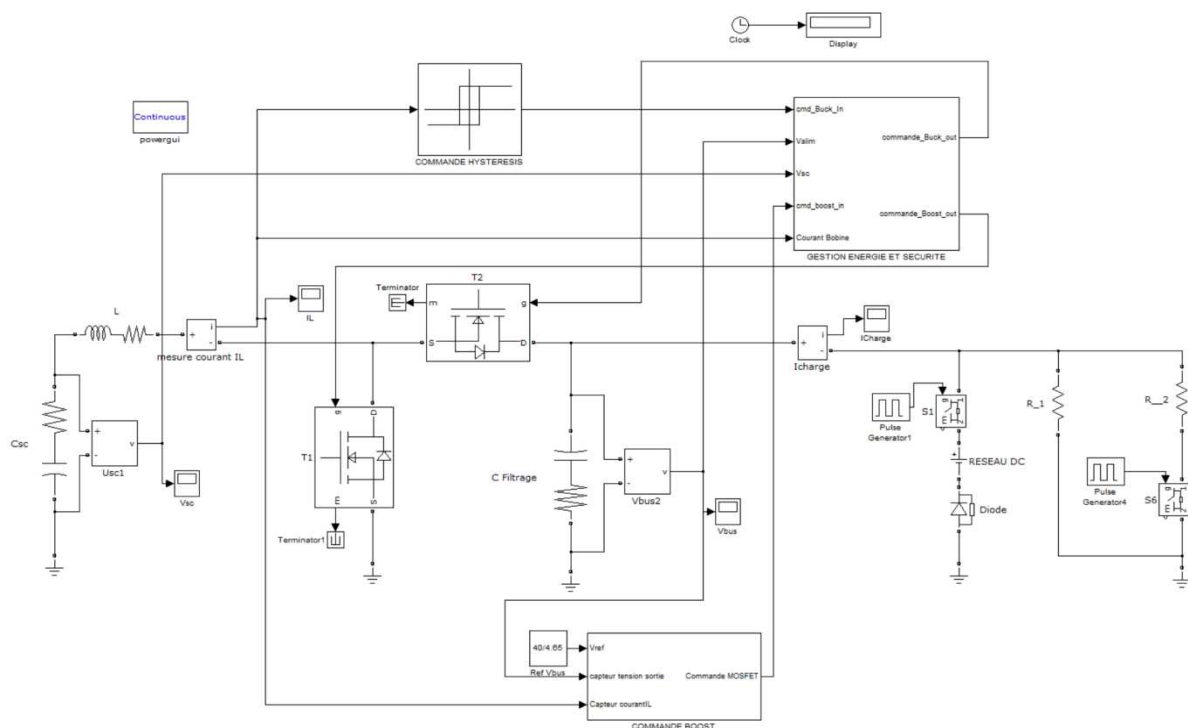 Clock
Display
Continuous
powergui
COMMANDE HYSTERESIS
cmd_Buck_In
commande_Buck_out
Valim
Vsc
cmd_boost_in
commande_Boost_out
Courant Bobine
GESTION ENERGIE ET SECURITE
T2
Terminator
m
g
S
D
L
IL
+
i
-
mesure courant IL
ICharge
+
i
-
Icharge
Csc
+
v
-
Usc1
Vsc
g
D
T1
S
Terminator1
C Filtrage
+
v
-
Vbus2
Vbus
Pulse
Generator1
S1
+
RESEAU DC
Diode
R_1
R__2
Pulse
Generator4
S6
40/4.65
Ref Vbus
Vref
capteur tension sortie
Commande MOSFET
Capteur courantIL
COMMANDE BOOST